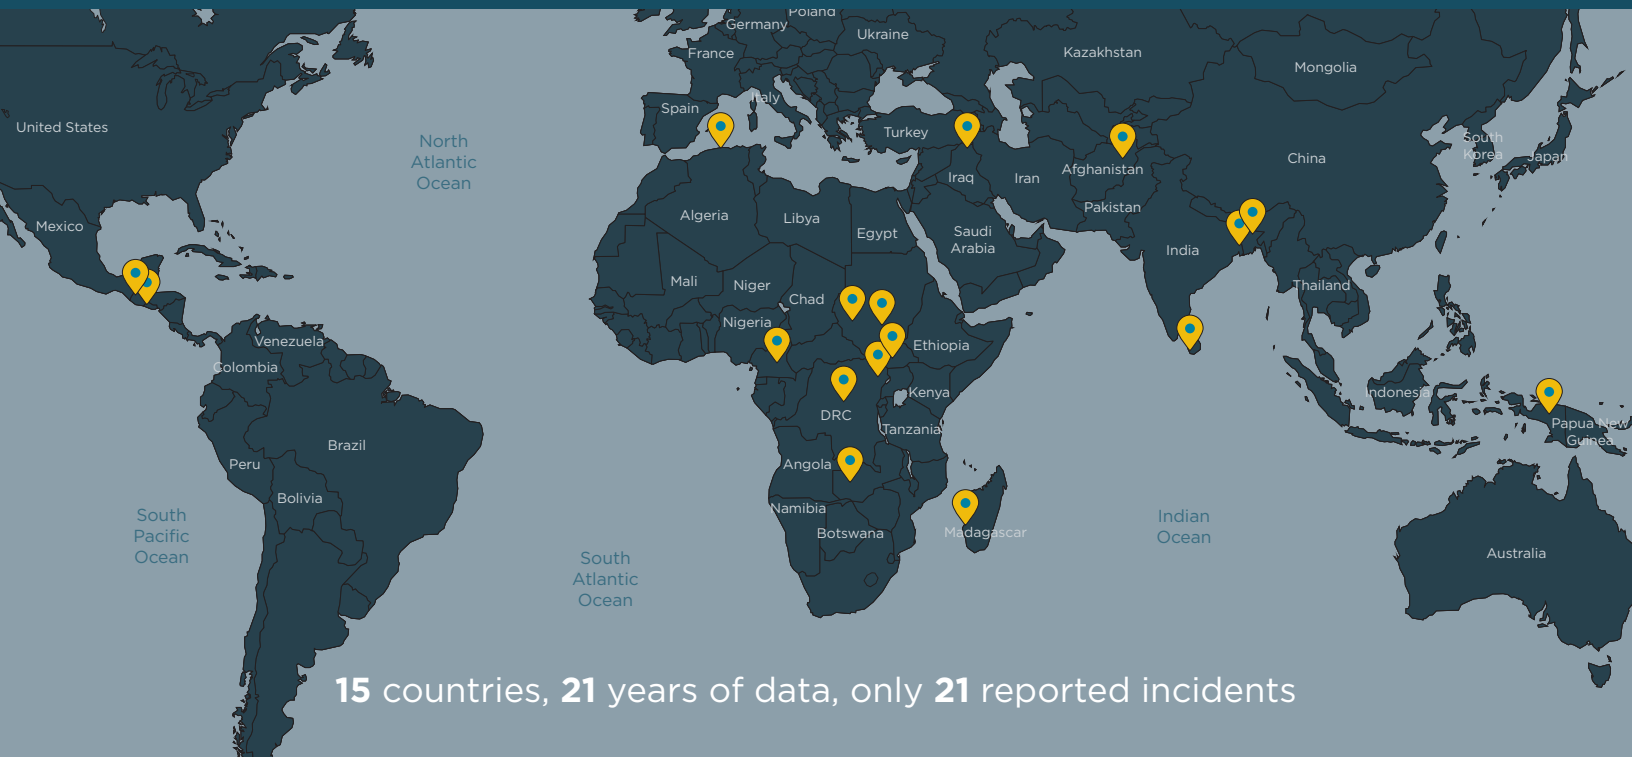 Poland
Germany
Ukraine
France
Kazakhstan
Mongolia
Italy
Spain
United States
Turkey
North
Atlantic
Ocean
South
Korea
Japan
China
Afghanistan
Iraq
Iran
Pakistan
Mexico
Algeria
Libya
Egypt
Saudi
Arabia
India
Mali
Niger
Chad
Thailand
Nigeria
Venezuela
Ethiopia
Colombia
Kenya
Indonesia
DRC
Tanzania
Papua New
Guinea
Brazil
Peru
Angola
Bolivia
Namibia
Botswana
Madagascar
South
Pacific
Ocean
Indian
Ocean
Australia
South
Atlantic
Ocean
15 countries, 21 years of data, only 21 reported incidents